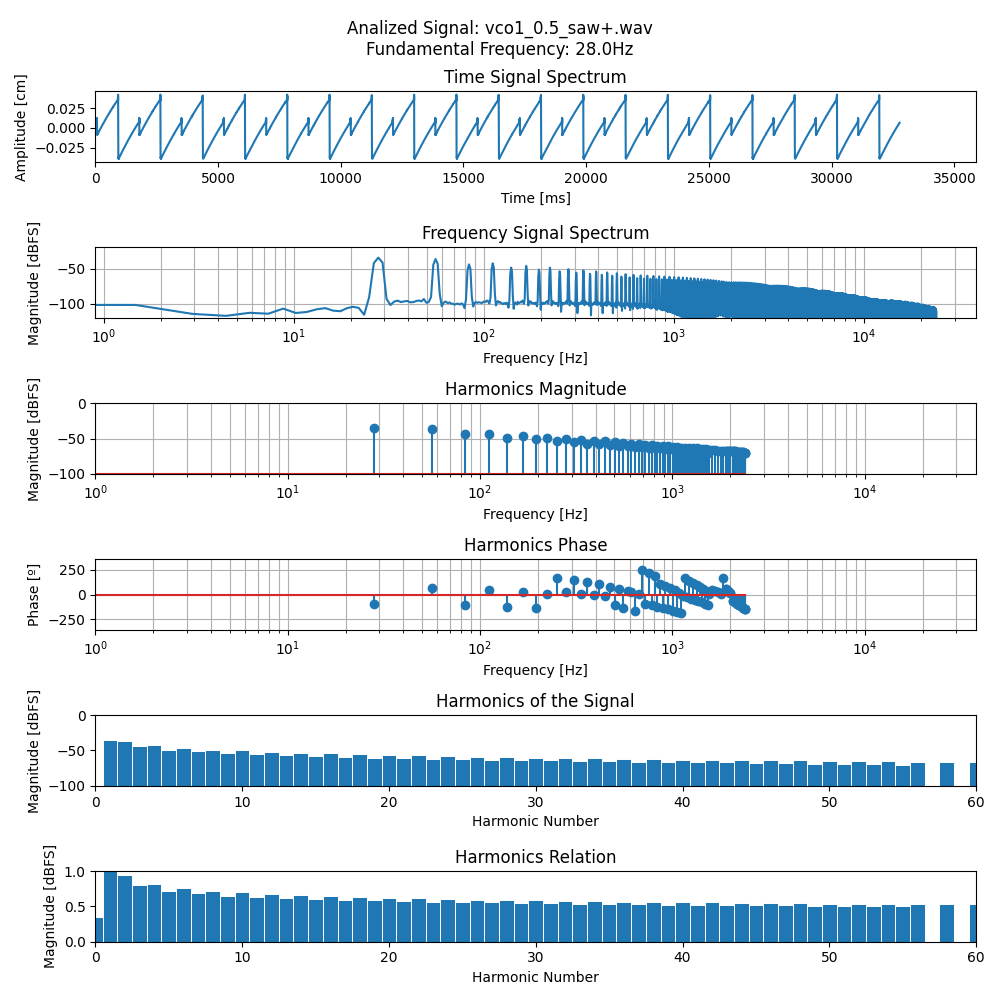 Analized Signal: vco1_0.5_saw+.wav
Fundamental Frequency: 28.0Hz
Time Signal Spectrum
Amplitude [cm]
0.025
0.000
−0.025
0 5000 10000 15000 20000 25000 30000 35000
Time [ms]
Frequency Signal Spectrum
Magnitude [dBFS]
−50
−100
10⁰ 10¹ 10² 10³ 10⁴
Frequency [Hz]
Harmonics Magnitude
Magnitude [dBFS]
0
−50
−100
10⁰ 10¹ 10² 10³ 10⁴
Frequency [Hz]
Harmonics Phase
Phase [º]
250
0
−250
10⁰ 10¹ 10² 10³ 10⁴
Frequency [Hz]
Harmonics of the Signal
Magnitude [dBFS]
0
−50
−100
0 10 20 30 40 50 60
Harmonic Number
Harmonics Relation
Magnitude [dBFS]
1.0
0.5
0.0
0 10 20 30 40 50 60
Harmonic Number